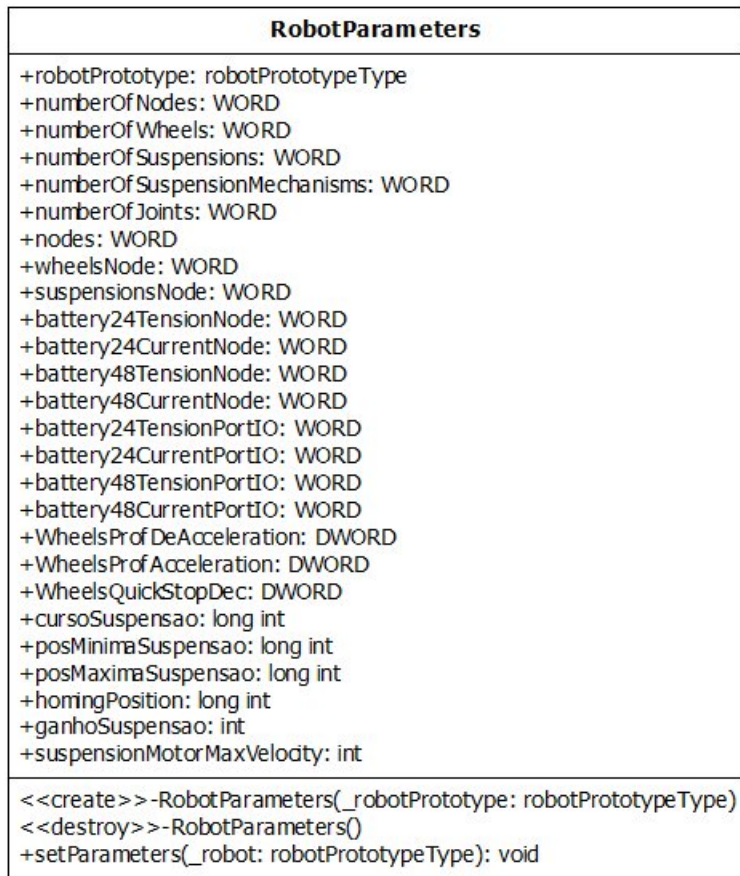 RobotParameters
+robotPrototype: robotPrototypeType
+numberOfNodes: WORD
+numberOfWheels: WORD
+numberOfSuspensions: WORD
+numberOfSuspensionMechanisms: WORD
+numberOfJoints: WORD
+nodes: WORD
+wheelsNode: WORD
+suspensionsNode: WORD
+battery24TensionNode: WORD
+battery24CurrentNode: WORD
+battery48TensionNode: WORD
+battery48CurrentNode: WORD
+battery24TensionPortIO: WORD
+battery24CurrentPortIO: WORD
+battery48TensionPortIO: WORD
+battery48CurrentPortIO: WORD
+WheelsProfDeAcceleration: DWORD
+WheelsProfAcceleration: DWORD
+WheelsQuickStopDec: DWORD
+cursoSuspensao: long int
+posMinimaSuspensao: long int
+posMaximaSuspensao: long int
+homingPosition: long int
+ganhoSuspensao: int
+suspensionMotorMaxVelocity: int
<<create>>-RobotParameters(_robotPrototype: robotPrototypeType)
<<destroy>>-RobotParameters()
+setParameters(_robot: robotPrototypeType): void